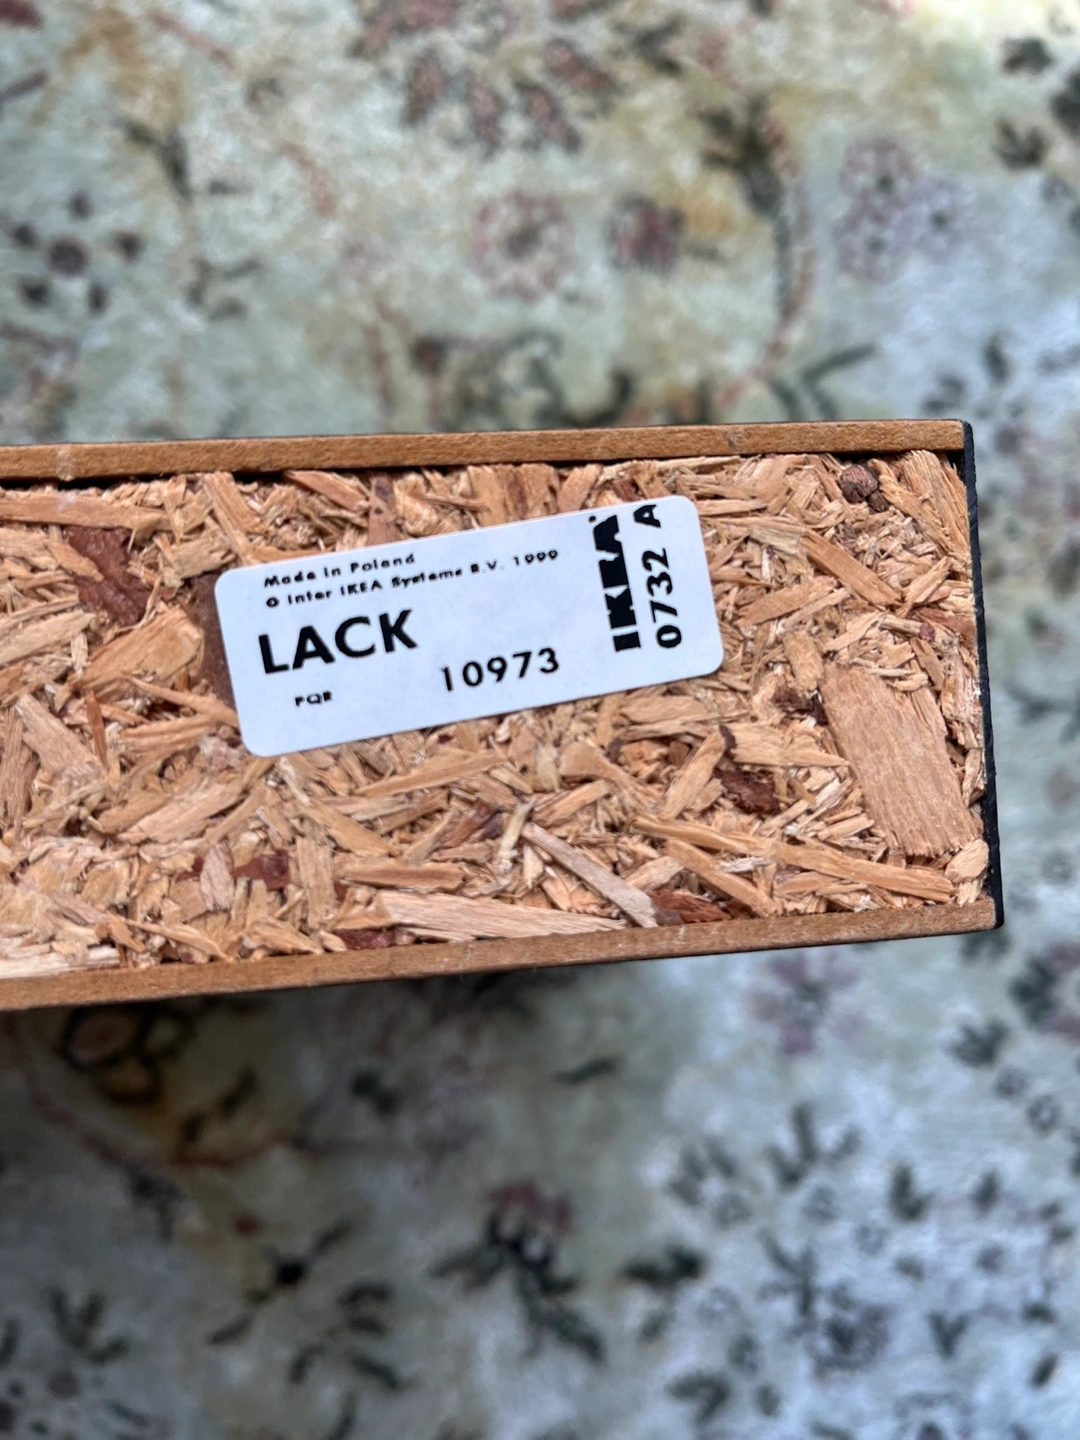 Made in Poland
© Inter IKEA Systems B.V. 1999
LACK
PQR
10973
IKEA
0732 A